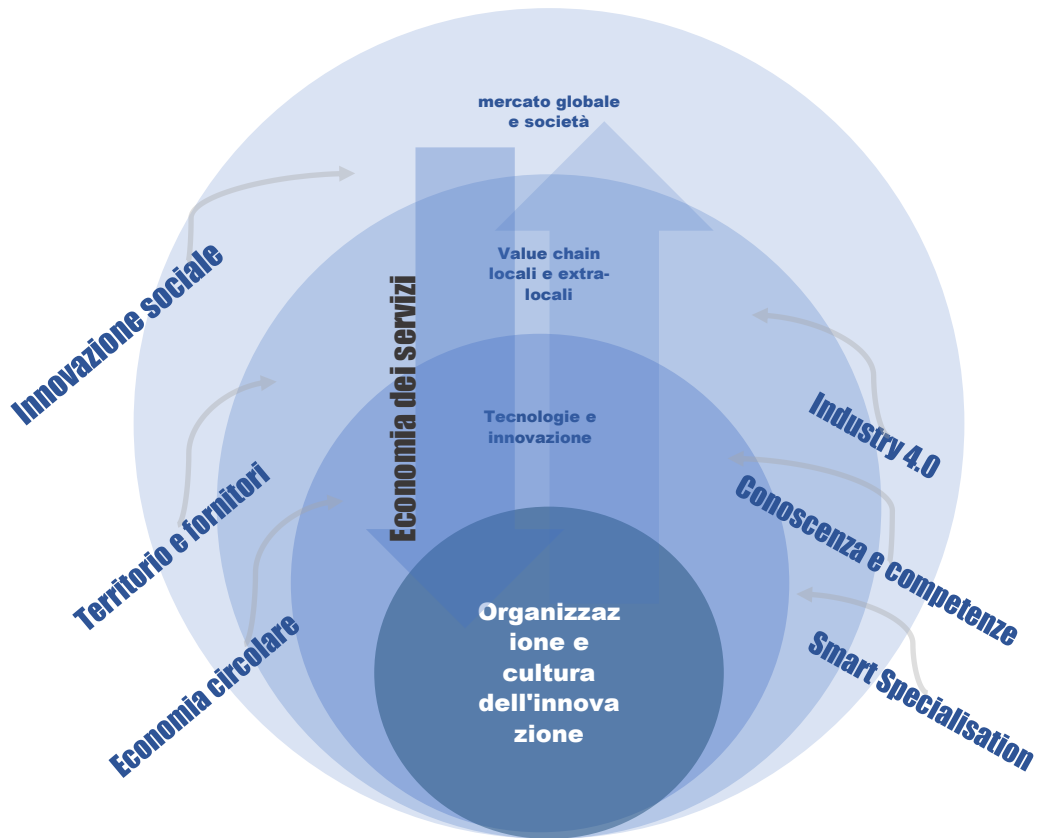 mercato globale
e società
Value chain
locali e extra-
locali
Tecnologie e
innovazione
Organizzaz
ione e
cultura
dell'innova
zione
Economia dei servizi
Innovazione sociale
Territorio e fornitori
Economia circolare
Industry 4.0
Conoscenza e competenze
Smart Specialisation